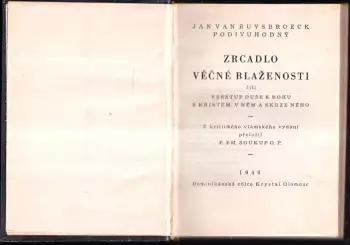 JAN VAN RUYSBROECK
PODIVUHODNÝ
ZRCADLO
VĚČNÉ BLAŽENOSTI
čili
VZESTUP DUŠE K BOHU
S KRISTEM, V NĚM A SKRZE NĚHO
Z kritického vlámského vydání
přeložil
P. EM. SOUKUP O. P.
1946
Dominikánská edice Krystal Olomouc